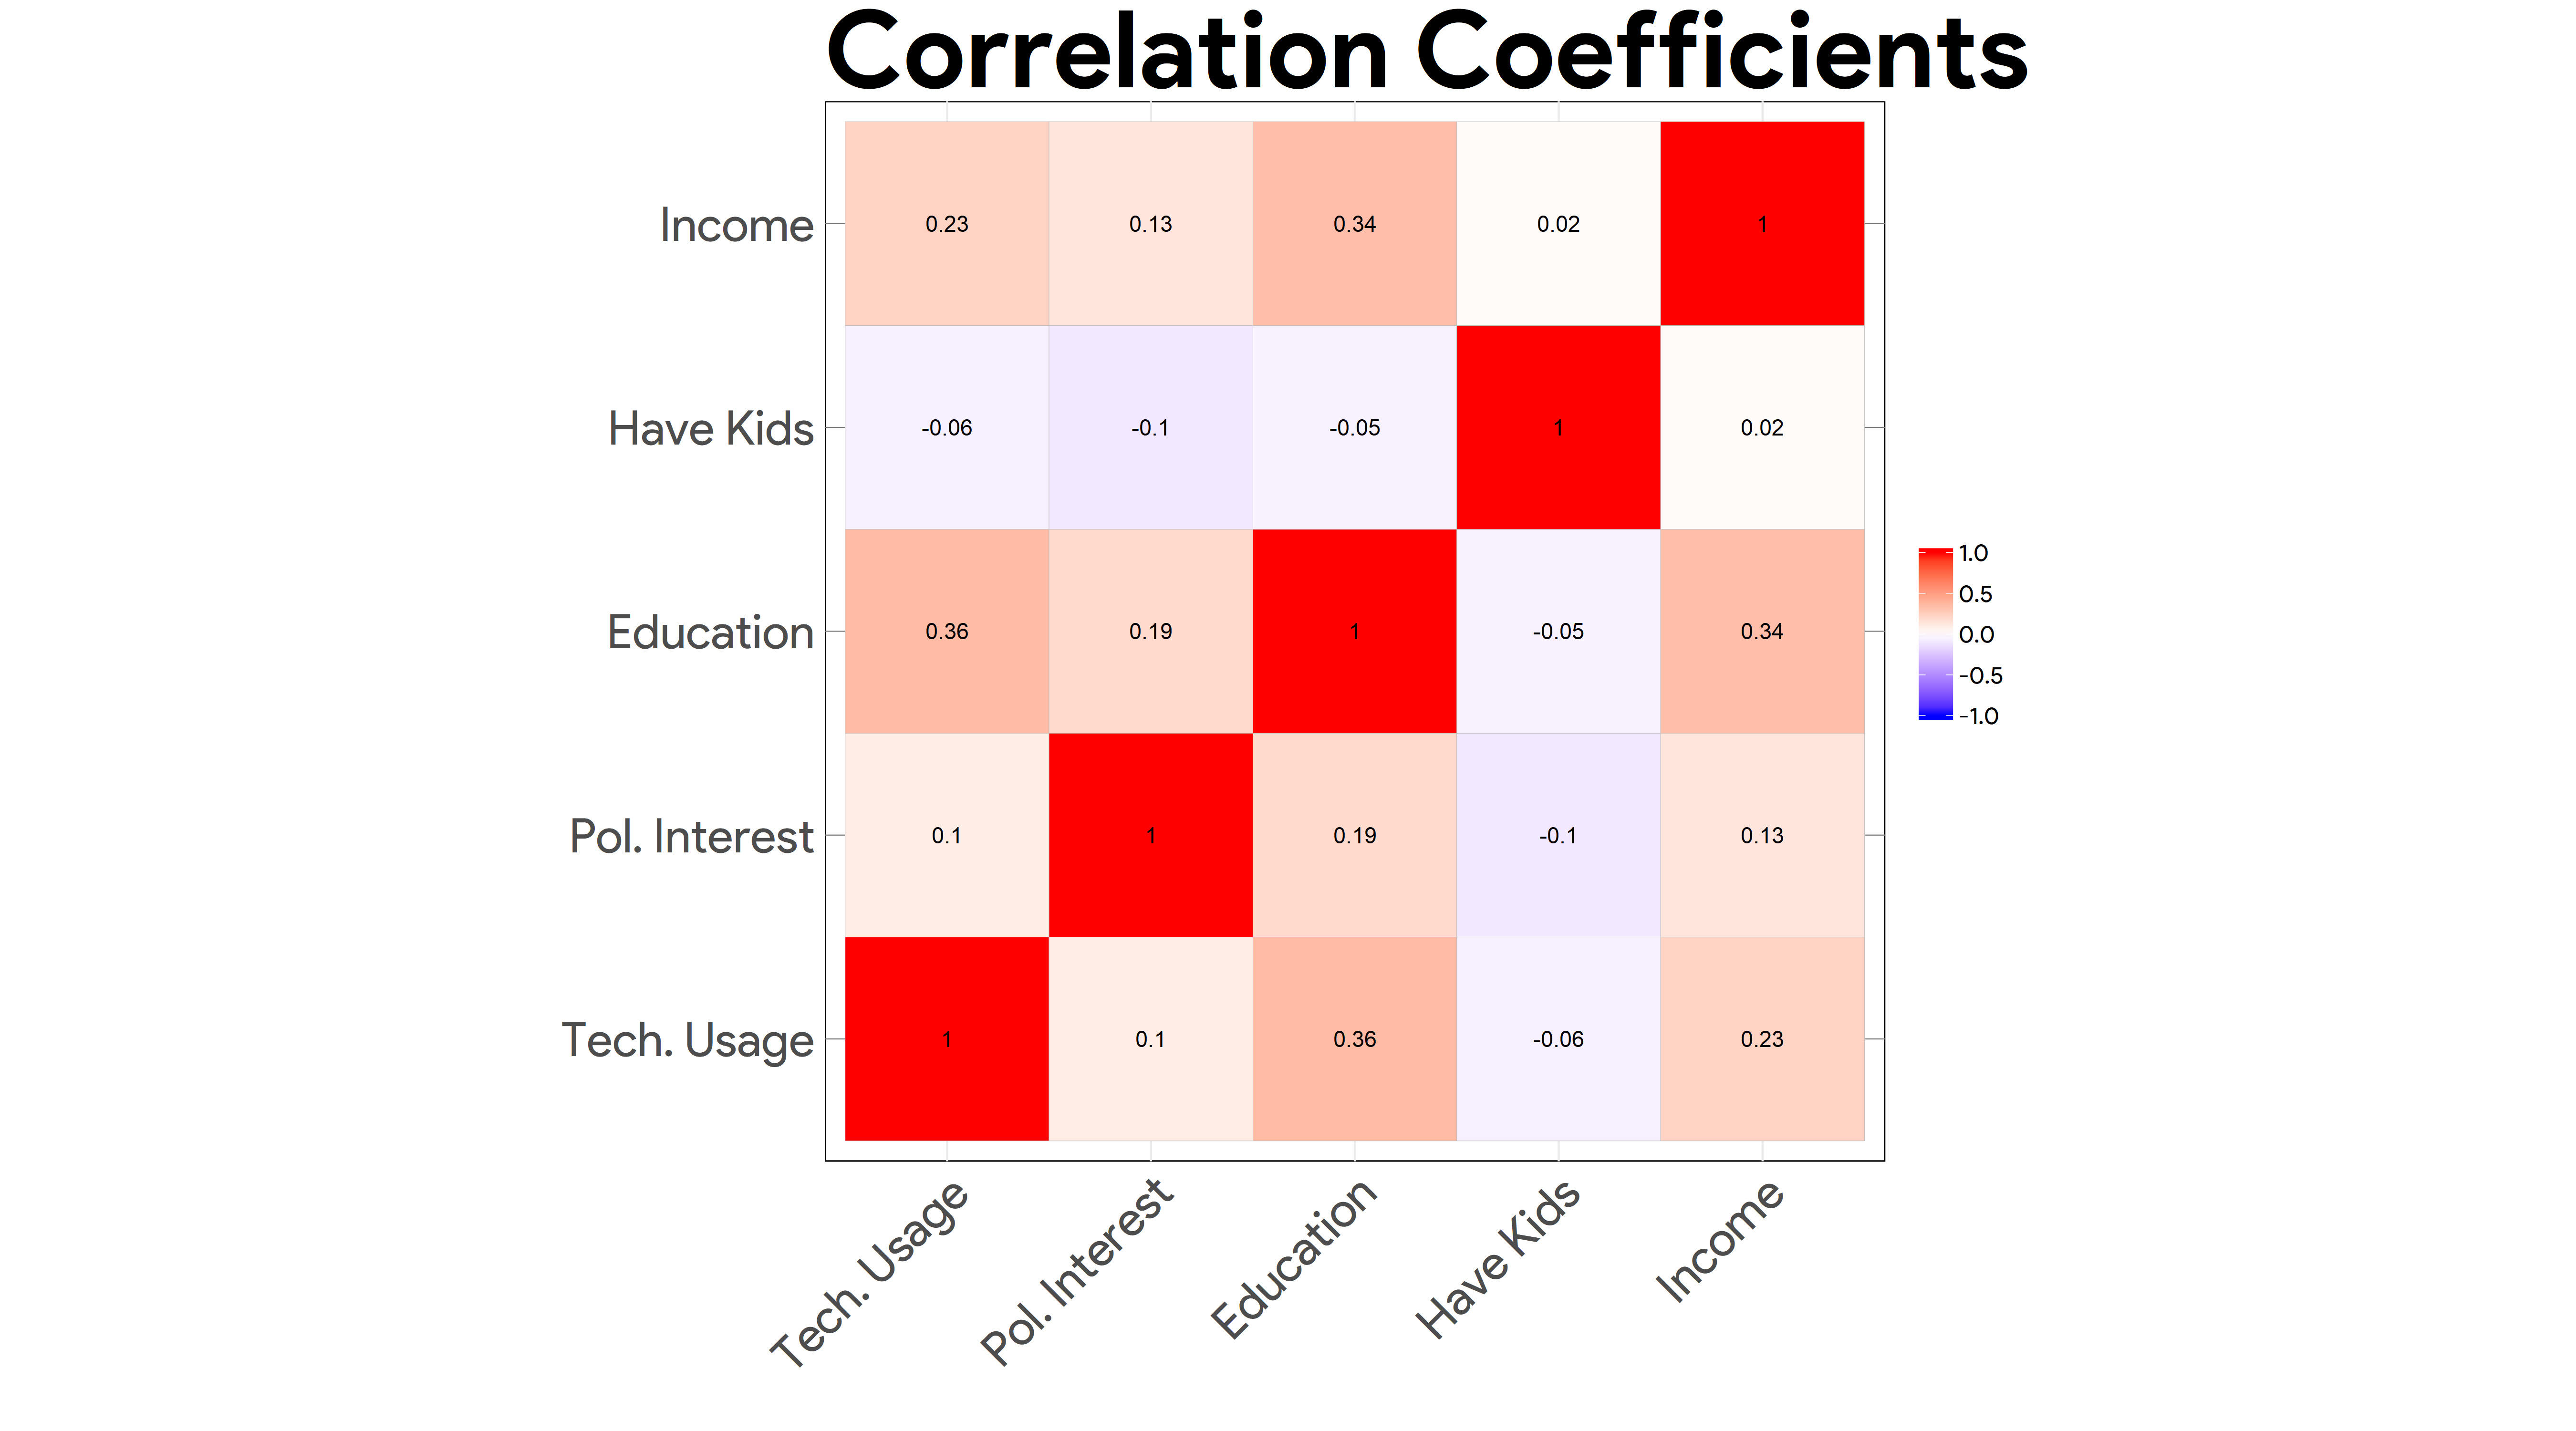 Correlation Coefficients
Income 0.23 0.13 0.34 0.02 1
Have Kids -0.06 -0.1 -0.05 1 0.02
Education 0.36 0.19 1 -0.05 0.34
Pol. Interest 0.1 1 0.19 -0.1 0.13
Tech. Usage 1 0.1 0.36 -0.06 0.23
Tech. Usage Pol. Interest Education Have Kids Income
1.0
0.5
0.0
-0.5
-1.0